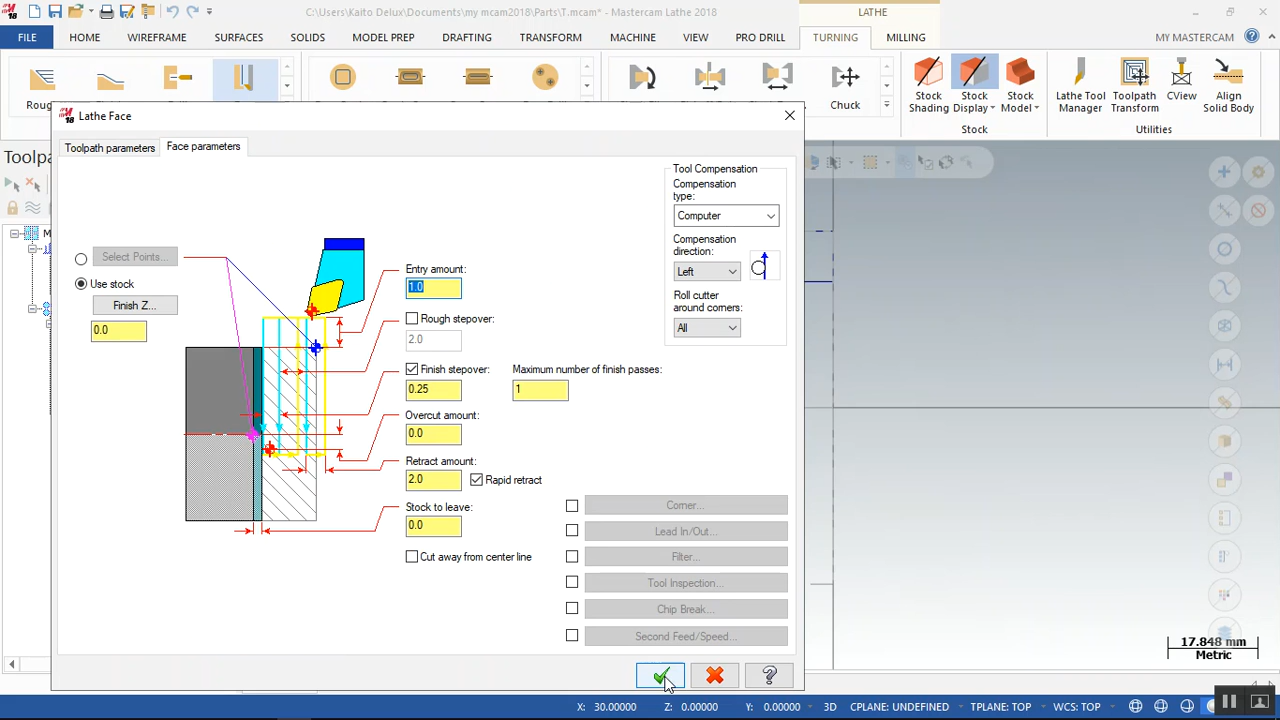 C:\Users\Kaito Delux\Documents\my mcam2018\Parts\T.mcam* - Mastercam Lathe 2018
LATHE
FILE HOME WIREFRAME SURFACES SOLIDS MODEL PREP DRAFTING TRANSFORM MACHINE VIEW PRO DRILL TURNING MILLING MY MASTERCAM
Roug
Chuck
Stock Shading
Stock Display
Stock Model
Lathe Tool Manager
Toolpath Transform
CView
Align Solid Body
Stock
Utilities
Toolpa
Lathe Face
Toolpath parameters
Face parameters
Select Points...
Use stock
Finish Z...
0.0
Entry amount:
1.0
Rough stepover:
2.0
Finish stepover:
0.25
Maximum number of finish passes:
1
Overcut amount:
0.0
Retract amount:
2.0
Rapid retract
Stock to leave:
0.0
Cut away from center line
Tool Compensation
Compensation
type:
Computer
Compensation
direction:
Left
Roll cutter
around corners:
All
Corner...
Lead In/Out...
Filter...
Tool Inspection...
Chip Break...
Second Feed/Speed...
17.848 mm
Metric
X: 30.00000 Z: 0.00000 Y: 0.00000 3D CPLANE: UNDEFINED TPLANE: TOP WCS: TOP